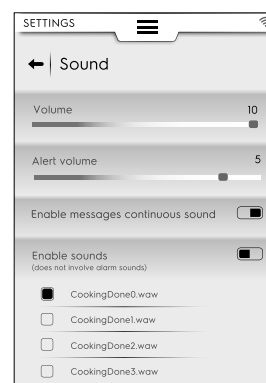 SETTINGS
Sound
Volume 10
Alert volume 5
Enable messages continuous sound
Enable sounds
(does not involve alarm sounds)
CookingDone0.waw
CookingDone1.waw
CookingDone2.waw
CookingDone3.waw